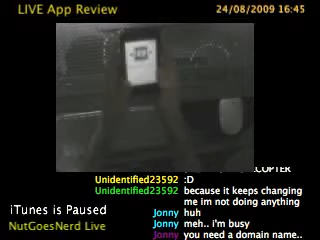 LIVE App Review
24/08/2009 16:45
COPTER
Unidentified23592 :D
Unidentified23592 because it keeps changing
me im not doing anything
iTunes is Paused
Jonny huh
Jonny meh.. i'm busy
NutGoesNerd Live
Jonny you need a domain name..